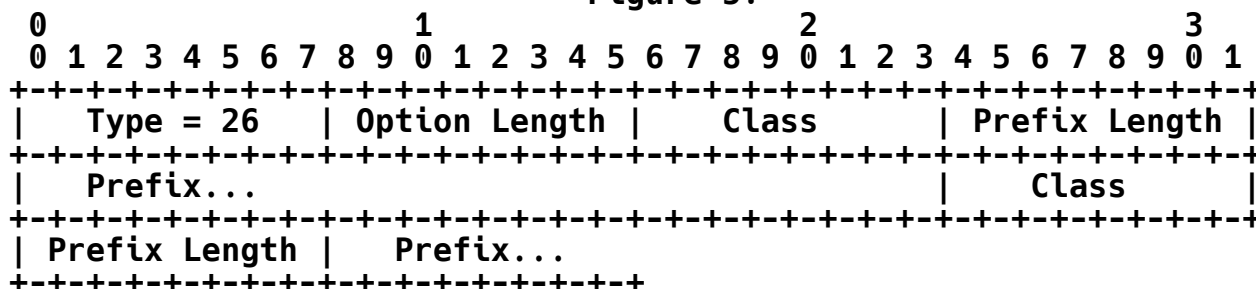 Figure 3:
 0                   1                   2                   3
 0 1 2 3 4 5 6 7 8 9 0 1 2 3 4 5 6 7 8 9 0 1 2 3 4 5 6 7 8 9 0 1
+-+-+-+-+-+-+-+-+-+-+-+-+-+-+-+-+-+-+-+-+-+-+-+-+-+-+-+-+-+-+-+-+
|   Type = 26   | Option Length |    Class      | Prefix Length |
+-+-+-+-+-+-+-+-+-+-+-+-+-+-+-+-+-+-+-+-+-+-+-+-+-+-+-+-+-+-+-+-+
|   Prefix...                                   |    Class      |
+-+-+-+-+-+-+-+-+-+-+-+-+-+-+-+-+-+-+-+-+-+-+-+-+-+-+-+-+-+-+-+-+
| Prefix Length |   Prefix...
+-+-+-+-+-+-+-+-+-+-+-+-+-+-+-+-+